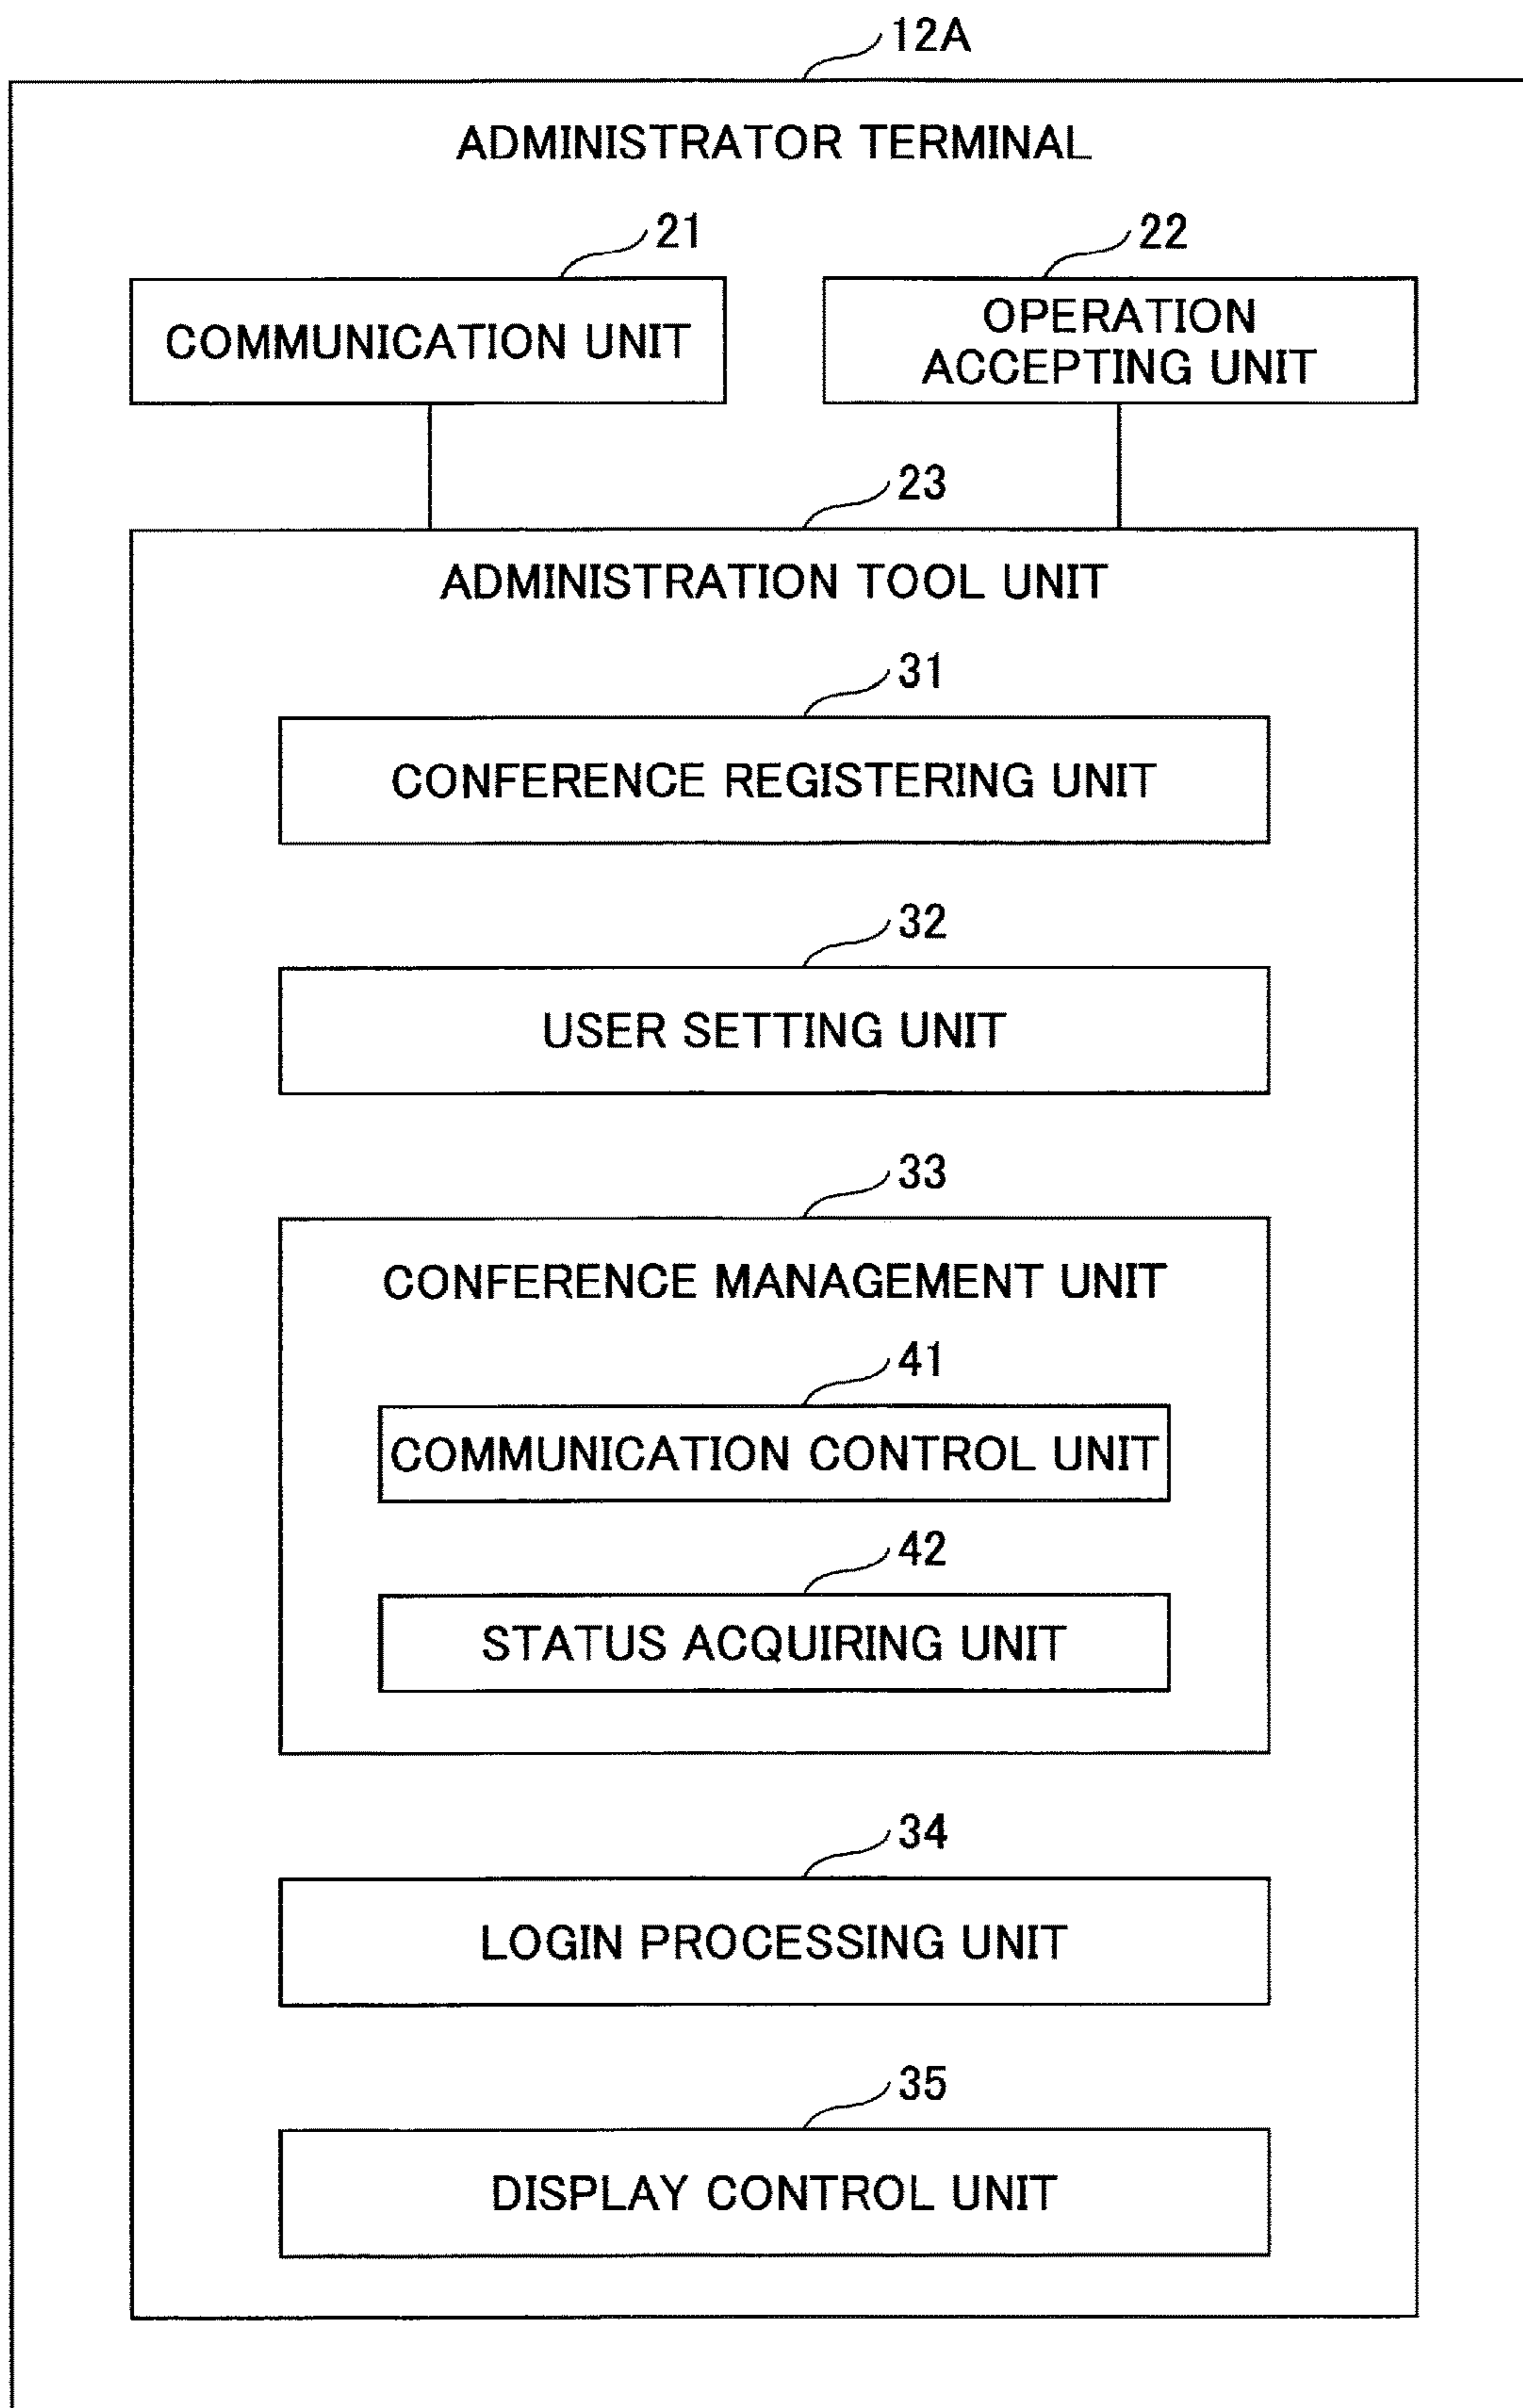 12A
ADMINISTRATOR TERMINAL
21
22
COMMUNICATION UNIT
OPERATION
ACCEPTING UNIT
23
ADMINISTRATION TOOL UNIT
31
CONFERENCE REGISTERING UNIT
32
USER SETTING UNIT
33
CONFERENCE MANAGEMENT UNIT
41
COMMUNICATION CONTROL UNIT
42
STATUS ACQUIRING UNIT
34
LOGIN PROCESSING UNIT
35
DISPLAY CONTROL UNIT